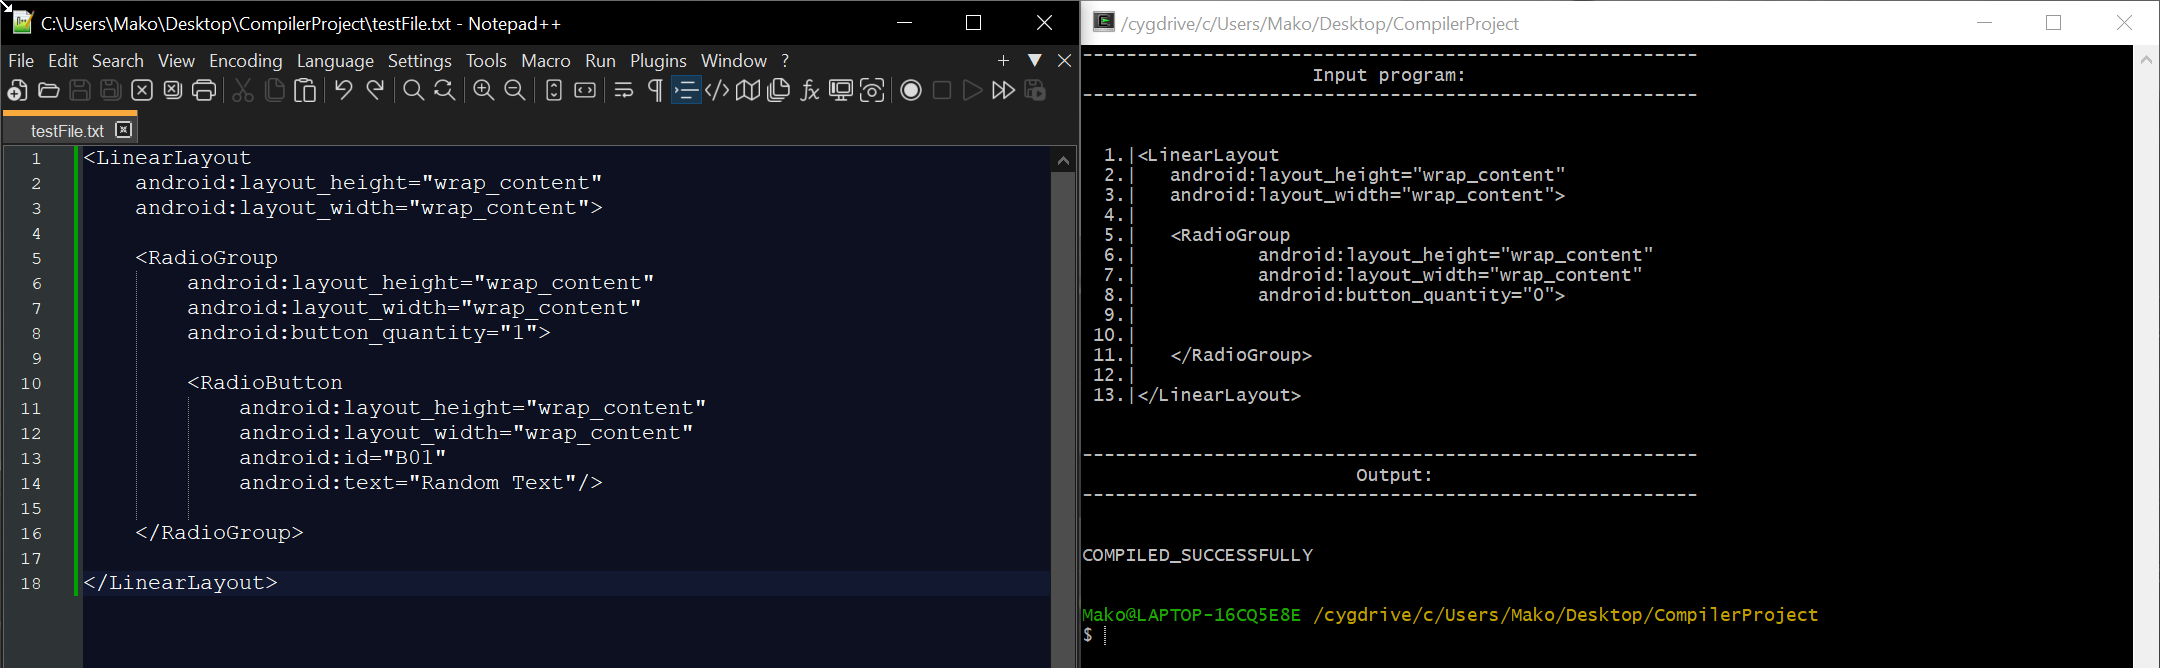 C:\Users\Mako\Desktop\CompilerProject\testFile.txt - Notepad++
File Edit Search View Encoding Language Settings Tools Macro Run Plugins Window ?
testFile.txt
1 <LinearLayout
2     android:layout_height="wrap_content"
3     android:layout_width="wrap_content">
4
5     <RadioGroup
6         android:layout_height="wrap_content"
7         android:layout_width="wrap_content"
8         android:button_quantity="1">
9
10         <RadioButton
11             android:layout_height="wrap_content"
12             android:layout_width="wrap_content"
13             android:id="B01"
14             android:text="Random Text"/>
15
16     </RadioGroup>
17
18 </LinearLayout>
/cygdrive/c/Users/Mako/Desktop/CompilerProject
--------------------------------------------------------
Input program:
--------------------------------------------------------
1.|<LinearLayout
2.|   android:layout_height="wrap_content"
3.|   android:layout_width="wrap_content">
4.|
5.|   <RadioGroup
6.|           android:layout_height="wrap_content"
7.|           android:layout_width="wrap_content"
8.|           android:button_quantity="0">
9.|
10.|
11.|   </RadioGroup>
12.|
13.|</LinearLayout>
--------------------------------------------------------
Output:
--------------------------------------------------------
COMPILED_SUCCESSFULLY
Mako@LAPTOP-16CQ5E8E /cygdrive/c/Users/Mako/Desktop/CompilerProject
$